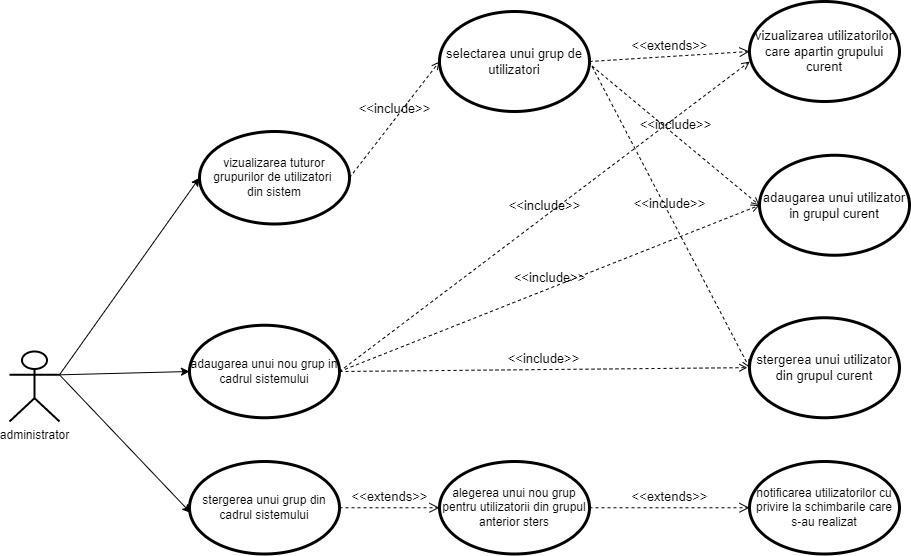 vizualizarea utilizatorilor
care apartin grupului
curent
<<extends>>
selectarea unui grup de
utilizatori
<<include>>
<<include>>
vizualizarea tuturor
grupurilor de utilizatori
din sistem
adaugarea unui utilizator
in grupul curent
<<include>>
<<include>>
<<include>>
<<include>>
adaugarea unui nou grup in
cadrul sistemului
stergerea unui utilizator
din grupul curent
administrator
stergerea unui grup din
cadrul sistemului
<<extends>>
alegerea unui nou grup
pentru utilizatorii din grupul
anterior sters
<<extends>>
notificarea utilizatorilor cu
privire la schimbarile care
s-au realizat